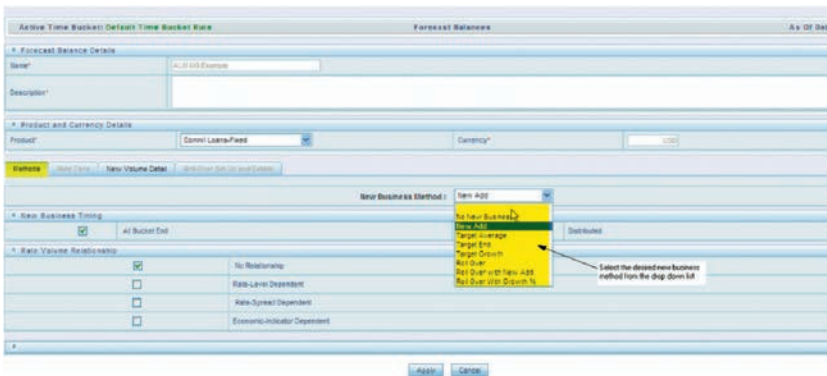 Active Time Bucket: Default Time Bucket Rule Forecast Balances As Of Dat
Forecast Balance Details
Name*
Description*
Product and Currency Details
Product* Comml Loans-Fixed Currency* USD
Methods New Volume Detail
New Business Method : New Add
No New Business
New Add
Target Average
Target End
Target Growth
Roll Over
Roll Over with New Add
Roll Over With Growth %
New Business Timing
At Bucket End Distributed
Rate Volume Relationship
No Relationship
Rate-Level Dependent
Rate-Spread Dependent
Economic-Indicator Dependent
Select the desired new business
method from the drop down list
Apply Cancel